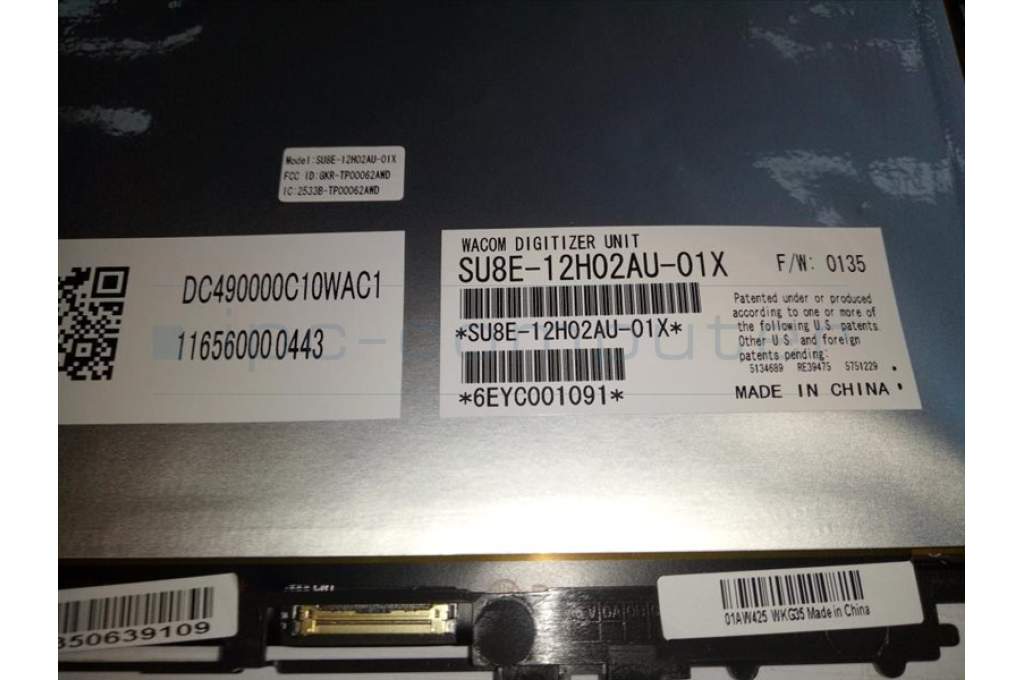 Model:SU8E-12H02AU-01X
FCC ID:GKR-TP00062AWD
IC:2533B-TP00062AWD
DC490000C10WAC1
116560000443
ipc-computer
WACOM DIGITIZER UNIT
SU8E-12H02AU-01X
F/W: 0135
*SU8E-12H02AU-01X*
*6EYC001091*
Patented under or produced
according to one or more of
the following U.S. patents.
Other U.S. and foreign
patents pending:
5134689 RE39475 5751229
MADE IN CHINA
350639109
01AW425 WKG35 Made in China